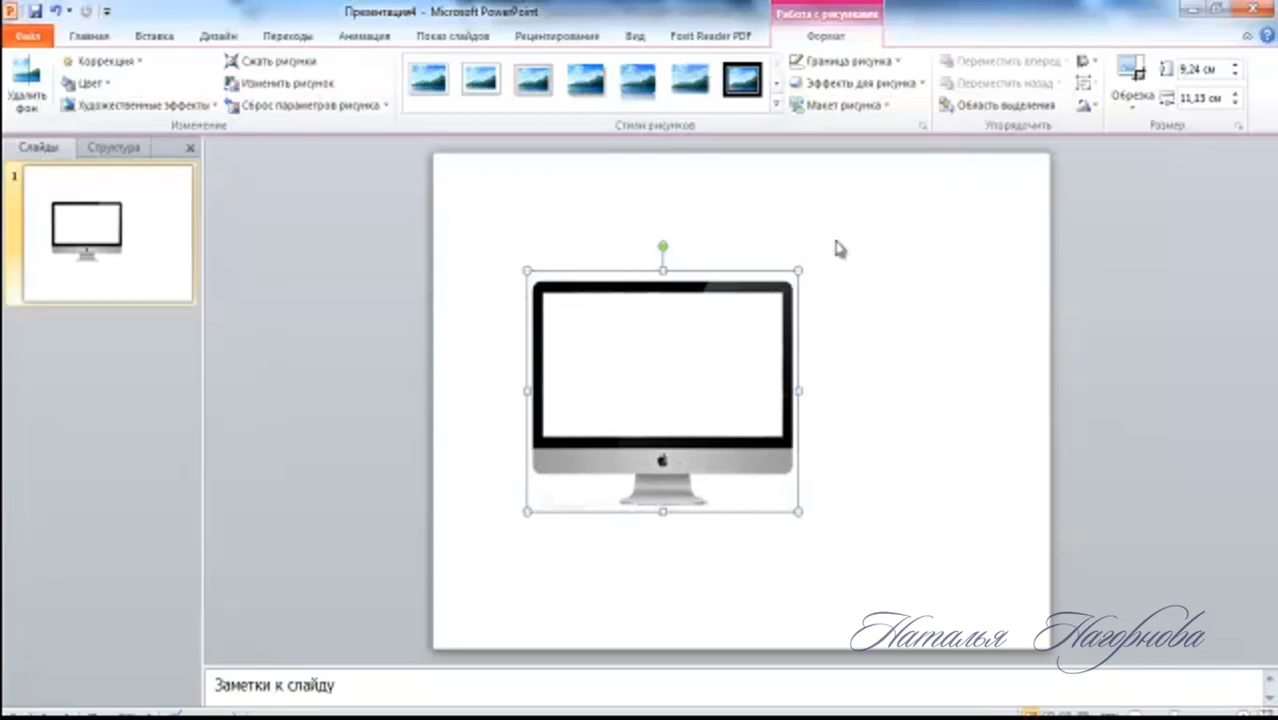 Презентация4 - Microsoft PowerPoint
Работа с рисунками
Файл Главная Вставка Дизайн Переходы Анимация Показ слайдов Рецензирование Вид Foxit Reader PDF Формат
Удалить фон
Коррекция
Цвет
Художественные эффекты
Сжать рисунки
Изменить рисунок
Сброс параметров рисунка
Изменение
Стили рисунков
Граница рисунка
Эффекты для рисунка
Макет рисунка
Переместить вперед
Переместить назад
Область выделения
Упорядочить
Обрезка
9,24 см
11,13 см
Размер
Слайды Структура
1
Наталья Нагорнова
Заметки к слайду